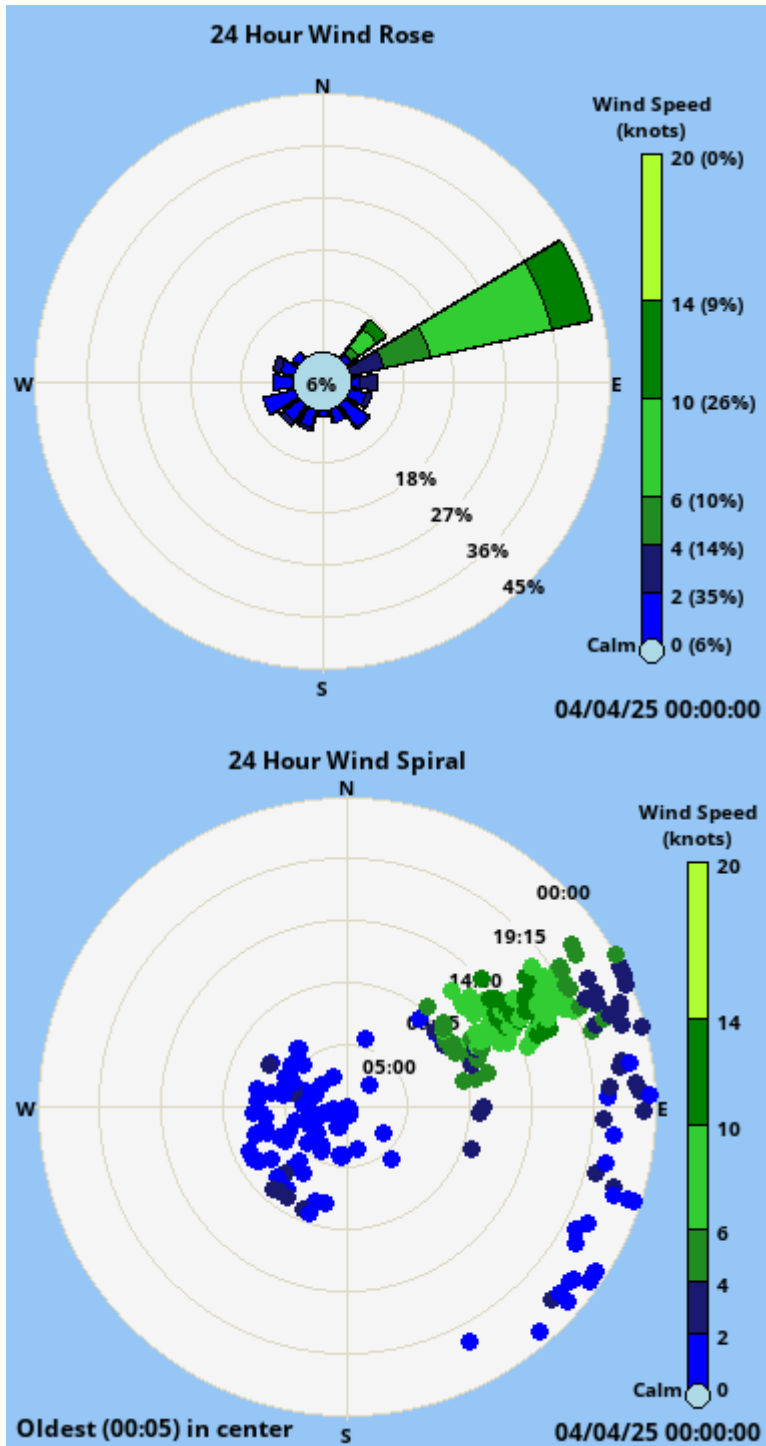 24 Hour Wind Rose
N
Wind Speed
(knots)
20 (0%)
14 (9%)
W
6%
E
10 (26%)
18%
6 (10%)
27%
36%
4 (14%)
45%
2 (35%)
Calm
0 (6%)
S
04/04/25 00:00:00
24 Hour Wind Spiral
N
Wind Speed
(knots)
20
00:00
19:15
14
05:00
W
E
10
6
4
2
Calm
0
Oldest (00:05) in center
S
04/04/25 00:00:00